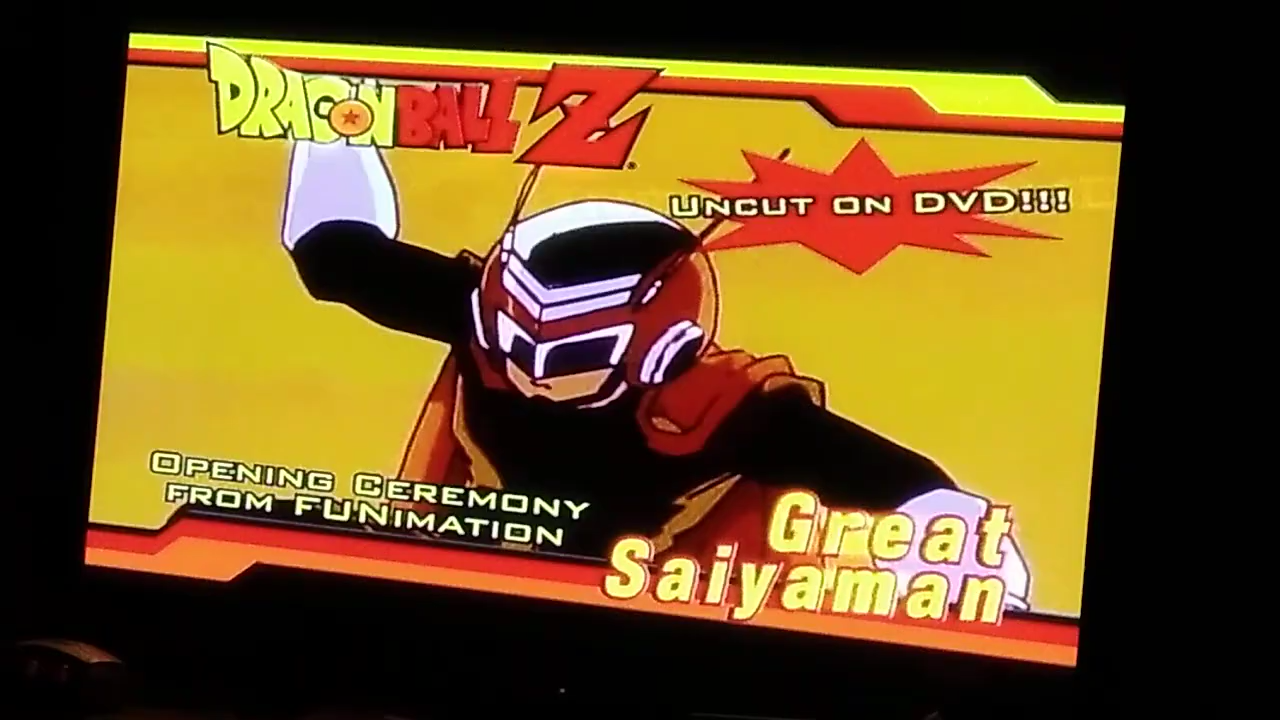 DRAGON BALL Z
UNCUT ON DVD!!!
OPENING CEREMONY
FROM FUNIMATION
Great
Saiyaman